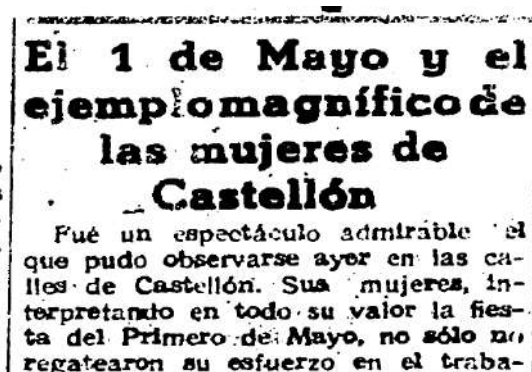 El 1 de Mayo y el
ejemplo magnífico de
las mujeres de
Castellón
Fué un espectáculo admirable el
que pudo observarse ayer en las ca-
lles de Castellón. Sus mujeres, in-
terpretando en todo su valor la fies-
ta del Primero de Mayo, no sólo no
regatearon su esfuerzo en el traba-